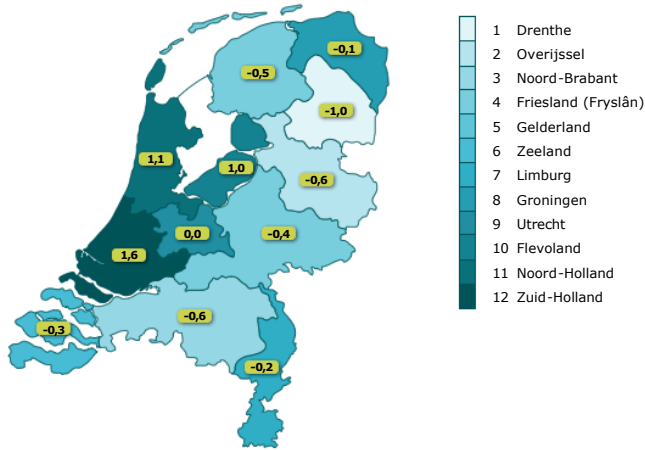 -0,1
-0,5
-1,0
1,1
1,0
-0,6
0,0
-0,4
1,6
-0,6
-0,3
-0,2
1 Drenthe
2 Overijssel
3 Noord-Brabant
4 Friesland (Fryslân)
5 Gelderland
6 Zeeland
7 Limburg
8 Groningen
9 Utrecht
10 Flevoland
11 Noord-Holland
12 Zuid-Holland